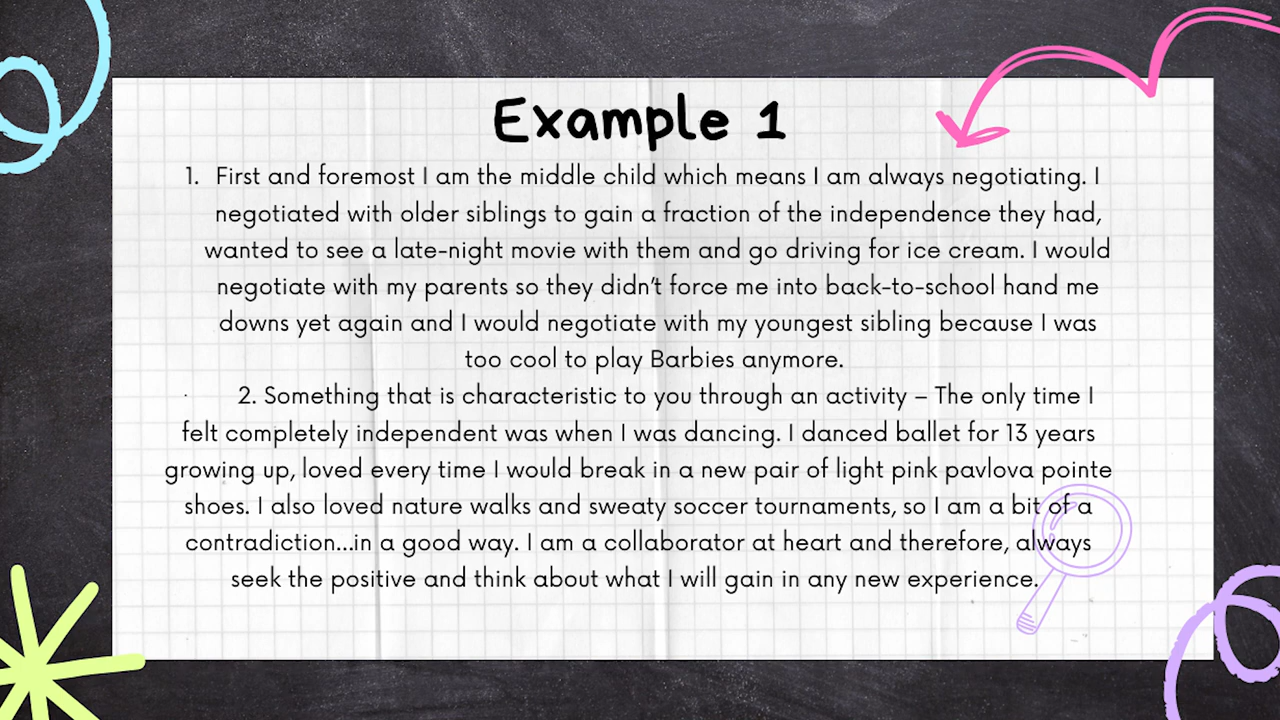 Example 1
1. First and foremost I am the middle child which means I am always negotiating. I
negotiated with older siblings to gain a fraction of the independence they had,
wanted to see a late-night movie with them and go driving for ice cream. I would
negotiate with my parents so they didn't force me into back-to-school hand me
downs yet again and I would negotiate with my youngest sibling because I was
too cool to play Barbies anymore.
2. Something that is characteristic to you through an activity – The only time I
felt completely independent was when I was dancing. I danced ballet for 13 years
growing up, loved every time I would break in a new pair of light pink pavlova pointe
shoes. I also loved nature walks and sweaty soccer tournaments, so I am a bit of a
contradiction...in a good way. I am a collaborator at heart and therefore, always
seek the positive and think about what I will gain in any new experience.